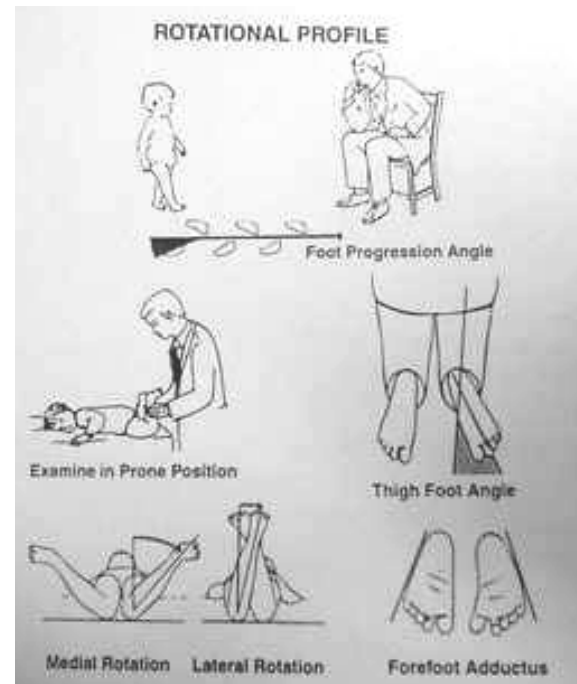 ROTATIONAL PROFILE
Foot Progression Angle
Examine in Prone Position
Thigh Foot Angle
Medial Rotation
Lateral Rotation
Forefoot Adductus